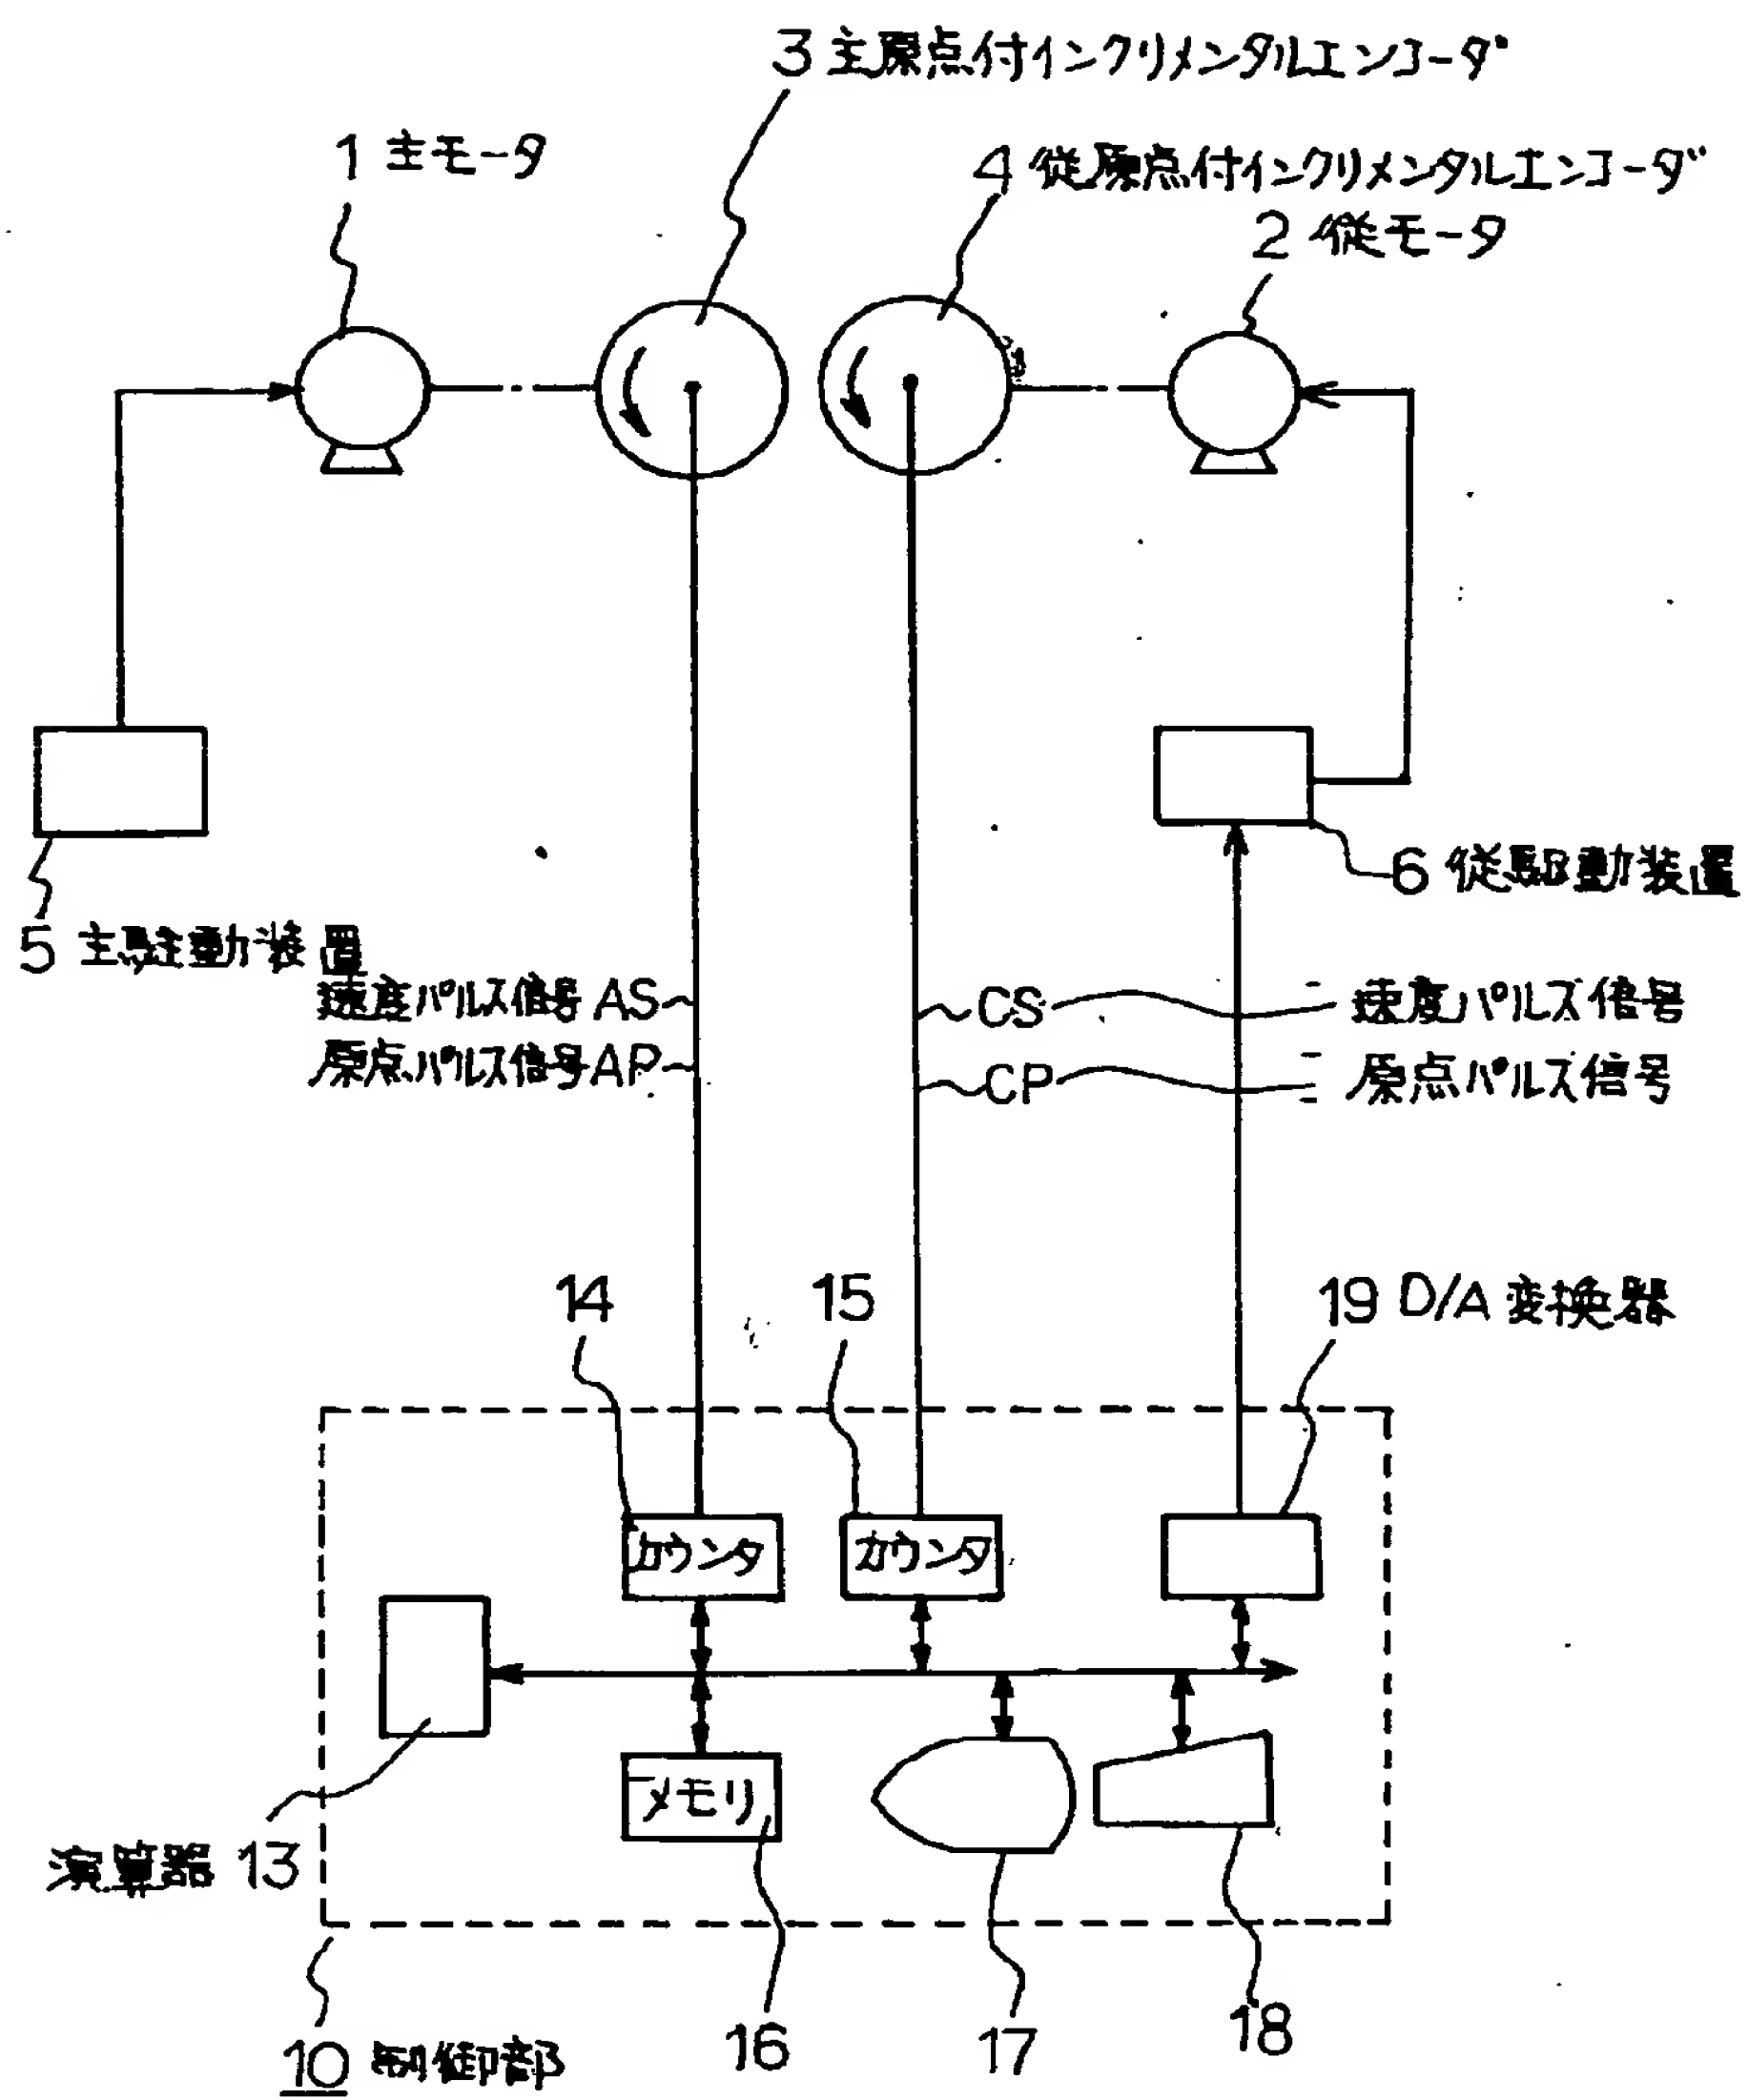 3 主原点付インクリメンタルエンコーダ
1 主モータ
4 従原点付インクリメンタルエンコーダ
2 従モータ
6 従駆動装置
5 主駆動装置
速度パルス信号 AS
CS 速度パルス信号
原点パルス信号 AP
CP 原点パルス信号
14
15
19 D/A 変換器
カウンタ
カウンタ
メモリ
演算器 13
10 制御部
16
17
18